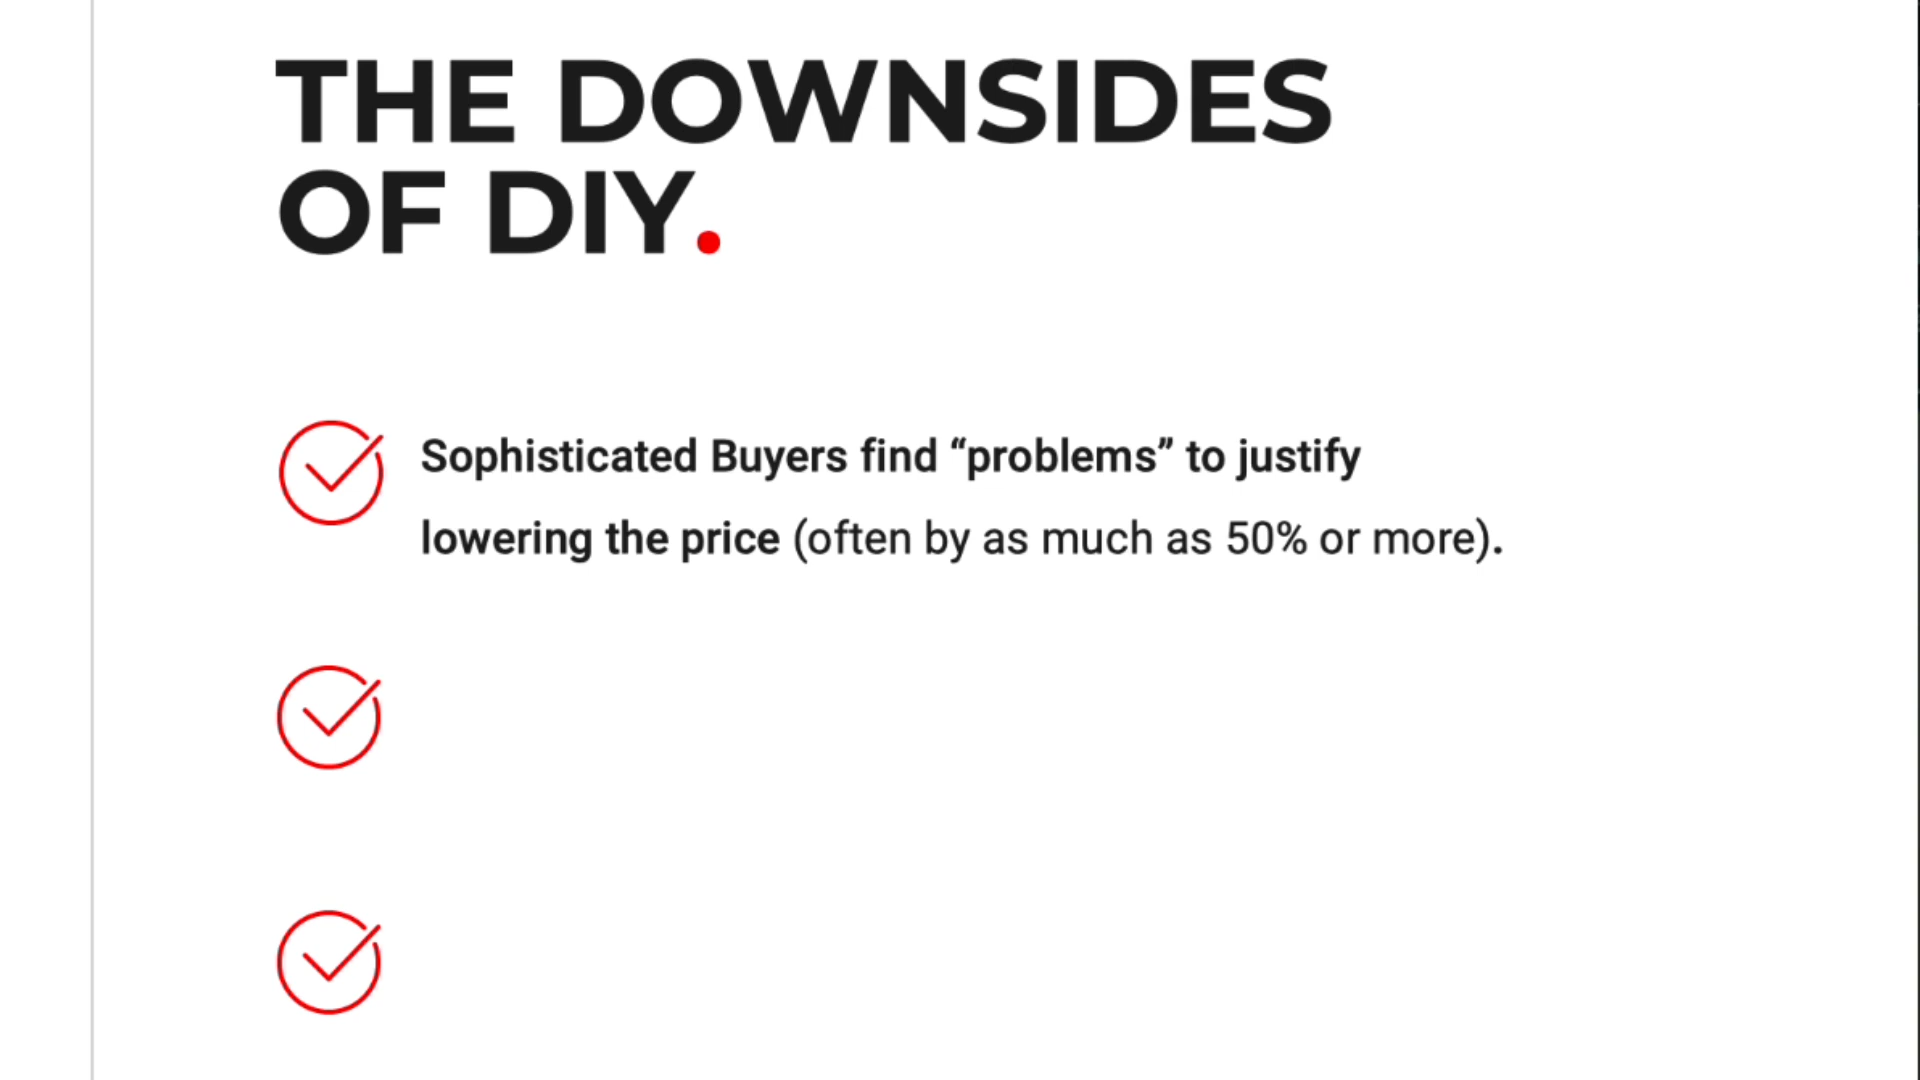 THE DOWNSIDES
OF DIY.
Sophisticated Buyers find “problems” to justify
lowering the price (often by as much as 50% or more).